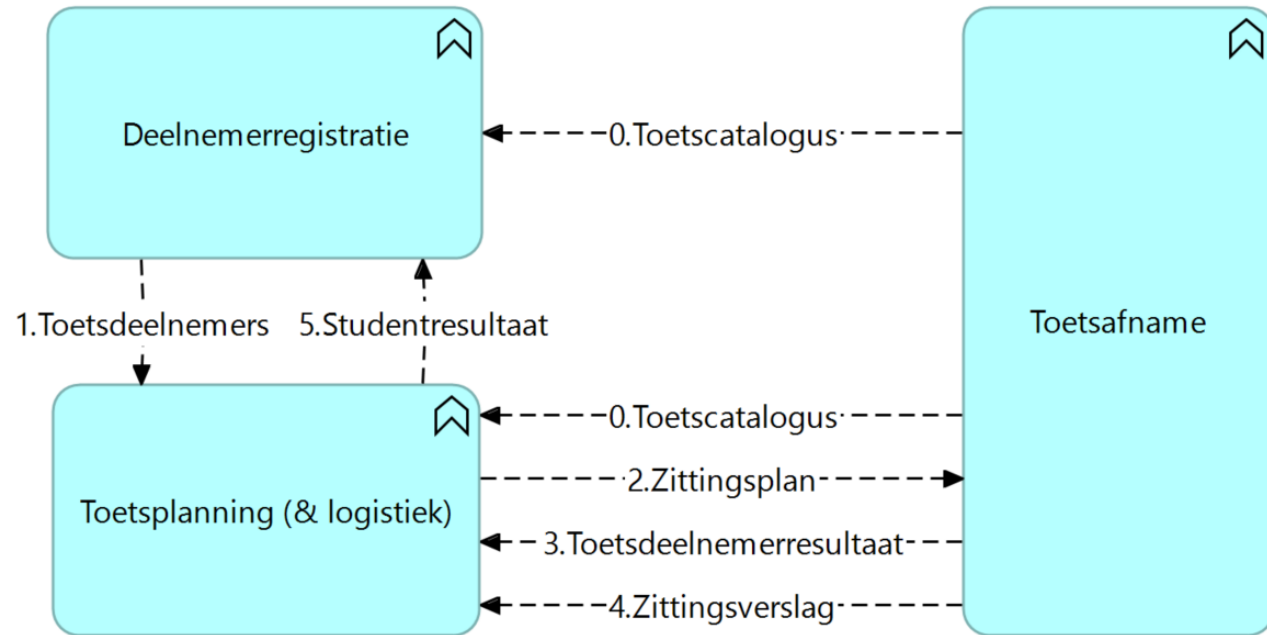 Deelnemerregistratie
0.Toetscatalogus
1.Toetsdeelnemers
5.Studentresultaat
Toetsafname
0.Toetscatalogus
2.Zittingsplan
Toetsplanning (& logistiek)
3.Toetsdeelnemerresultaat
4.Zittingsverslag